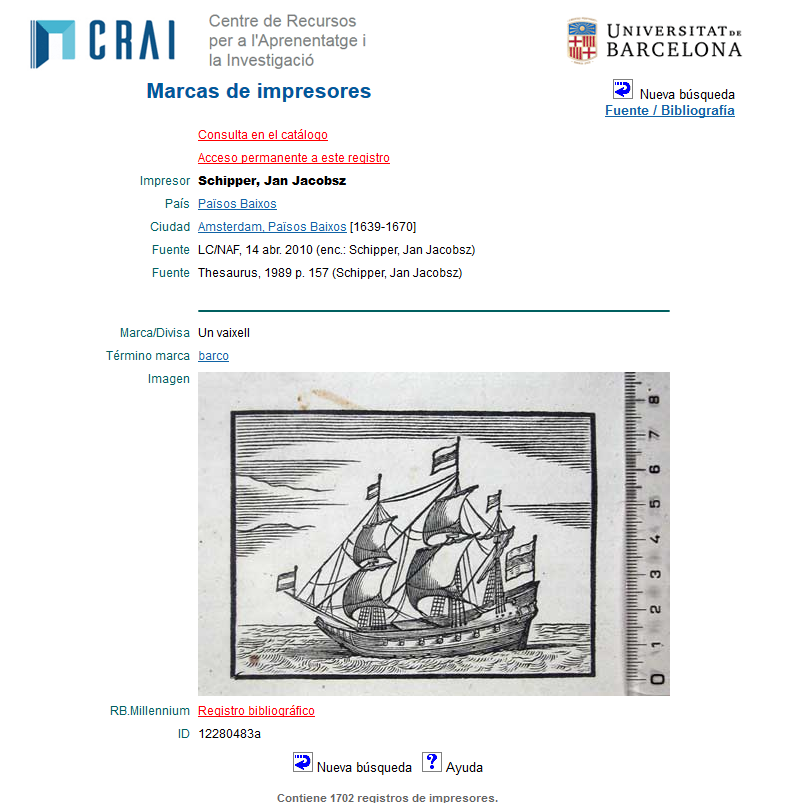 CRAI
Centre de Recursos
per a l'Aprenentatge i
la Investigació
UNIVERSITAT DE
BARCELONA
Marcas de impresores
Nueva búsqueda
Fuente / Bibliografía
Consulta en el catálogo
Acceso permanente a este registro
Impresor Schipper, Jan Jacobsz
País Països Baixos
Ciudad Amsterdam, Països Baixos [1639-1670]
Fuente LC/NAF, 14 abr. 2010 (enc.: Schipper, Jan Jacobsz)
Fuente Thesaurus, 1989 p. 157 (Schipper, Jan Jacobsz)
Marca/Divisa Un vaixell
Término marca barco
Imagen
8
7
6
5
4
3
2
1
0
RB.Millennium Registro bibliográfico
ID 12280483a
Nueva búsqueda ? Ayuda
Contiene 1702 registros de impresores.